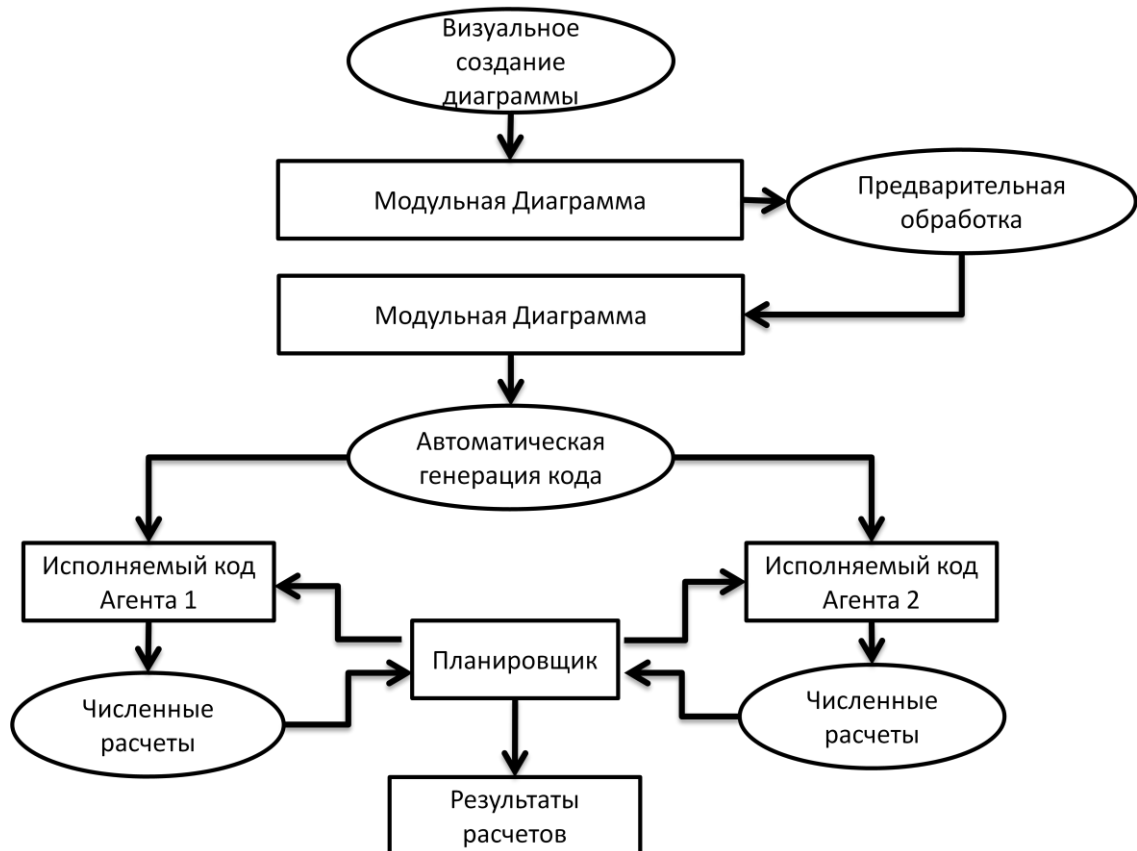 Визуальное
создание
диаграммы
Модульная Диаграмма
Предварительная
обработка
Модульная Диаграмма
Автоматическая
генерация кода
Исполняемый код
Агента 1
Исполняемый код
Агента 2
Планировщик
Численные
расчеты
Численные
расчеты
Результаты
расчетов